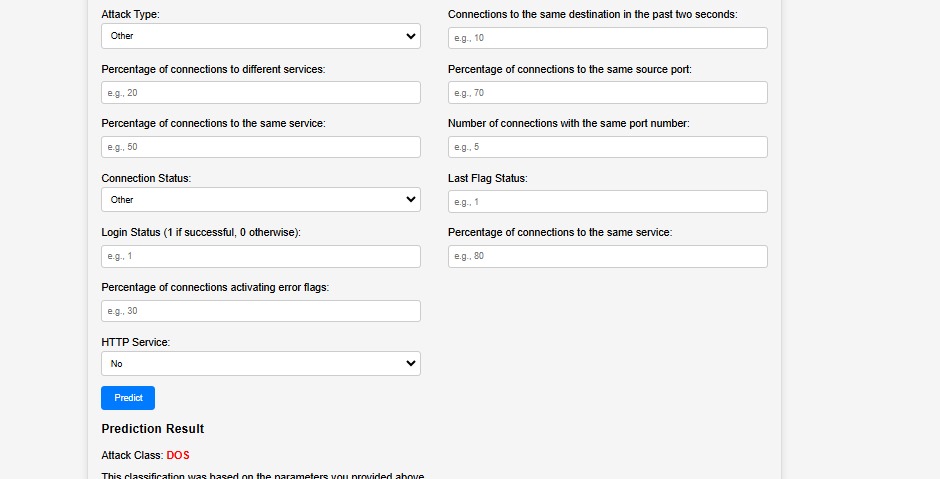 Attack Type:
Other
Connections to the same destination in the past two seconds:
e.g., 10
Percentage of connections to different services:
e.g., 20
Percentage of connections to the same source port:
e.g., 70
Percentage of connections to the same service:
e.g., 50
Number of connections with the same port number:
e.g., 5
Connection Status:
Other
Last Flag Status:
e.g., 1
Login Status (1 if successful, 0 otherwise):
e.g., 1
Percentage of connections to the same service:
e.g., 80
Percentage of connections activating error flags:
e.g., 30
HTTP Service:
No
Predict
Prediction Result
Attack Class: DOS
This classification was based on the parameters you provided above.